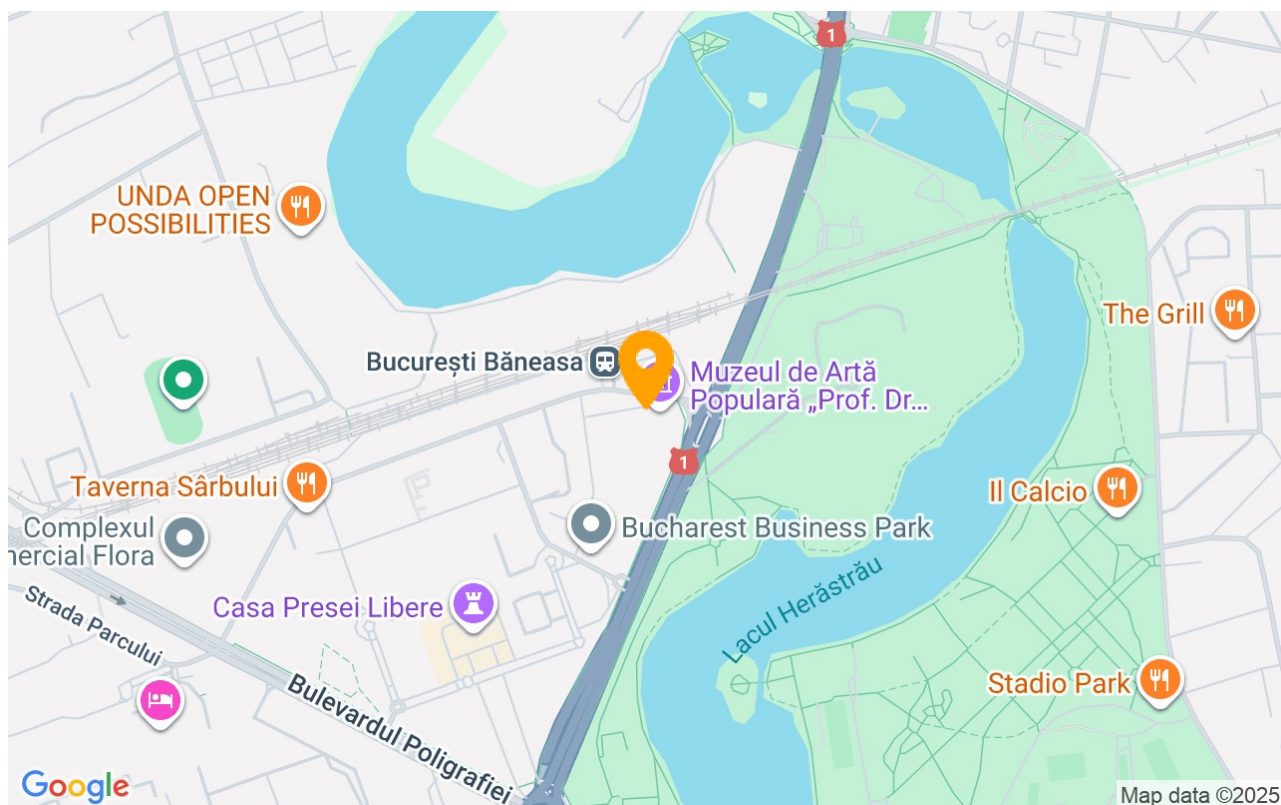 1
UNDA OPEN
POSSIBILITIES
The Grill
București Băneasa
Muzeul de Artă
Populară „Prof. Dr...
1
Taverna Sârbului
Il Calcio
Complexul
mercial Flora
Bucharest Business Park
Lacul Herăstrău
Strada Parcului
Casa Presei Libere
Stadio Park
Bulevardul Poligrafiei
Google
Map data ©2025